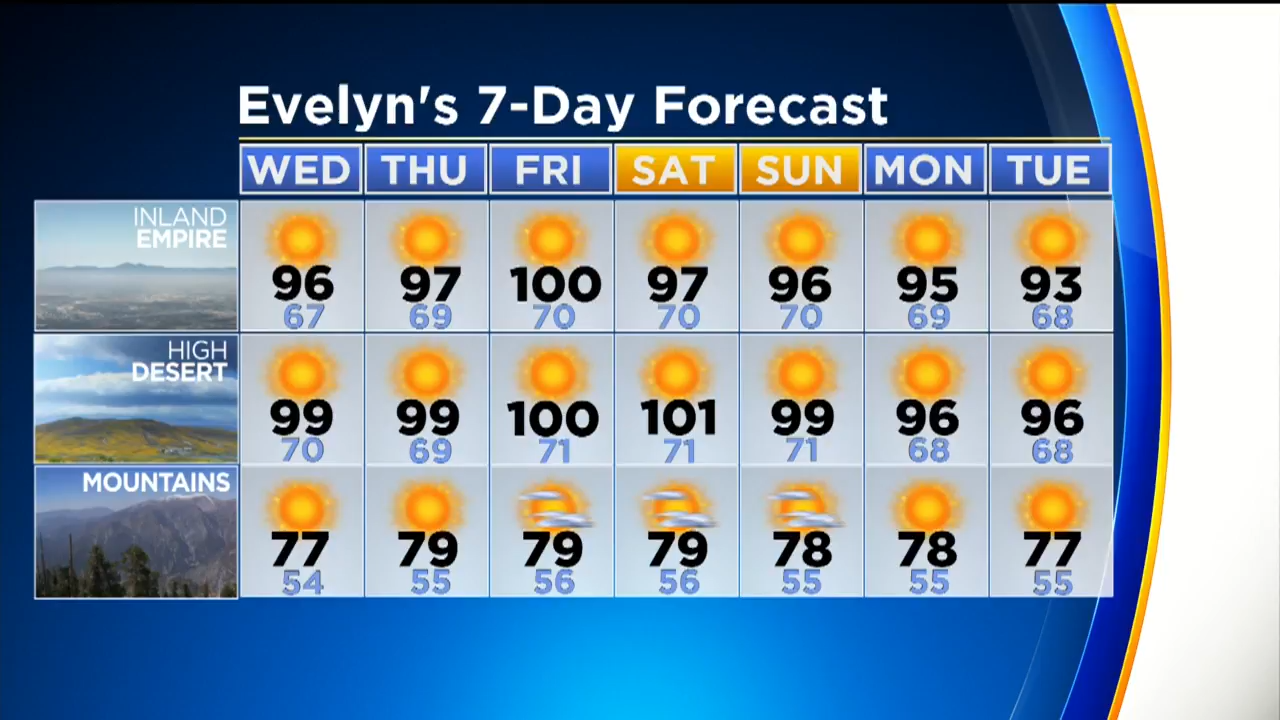 Evelyn's 7-Day Forecast
WED THU FRI SAT SUN MON TUE
INLAND
EMPIRE
96 97 100 97 96 95 93
67 69 70 70 70 69 68
HIGH
DESERT
99 99 100 101 99 96 96
70 69 71 71 71 68 68
MOUNTAINS
77 79 79 79 78 78 77
54 55 56 56 55 55 55